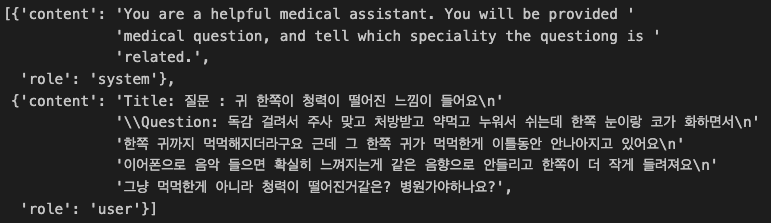 [{'content': 'You are a helpful medical assistant. You will be provided '
'medical question, and tell which speciality the questiong is '
'related.',
'role': 'system'},
{'content': 'Title: 질문 : 귀 한쪽이 청력이 떨어진 느낌이 들어요\n'
'\\Question: 독감 걸려서 주사 맞고 처방받고 약먹고 누워서 쉬는데 한쪽 눈이랑 코가 화하면서\n'
'한쪽 귀까지 먹먹해지더라구요 근데 그 한쪽 귀가 먹먹한게 이틀동안 안나아지고 있어요\n'
'이어폰으로 음악 들으면 확실히 느껴지는게 같은 음향으로 안들리고 한쪽이 더 작게 들려져요\n'
'그냥 먹먹한게 아니라 청력이 떨어진거같은? 병원가야하나요?',
'role': 'user'}]